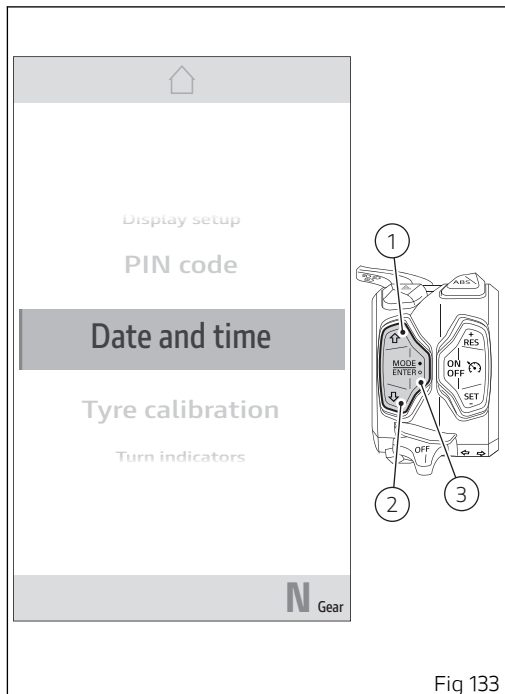 Display setup
PIN code
Date and time
Tyre calibration
Turn indicators
N Gear
1
ABS
+
RES
MODE
ENTER
ON
OFF
SET
-
OFF
2
3
Fig 133